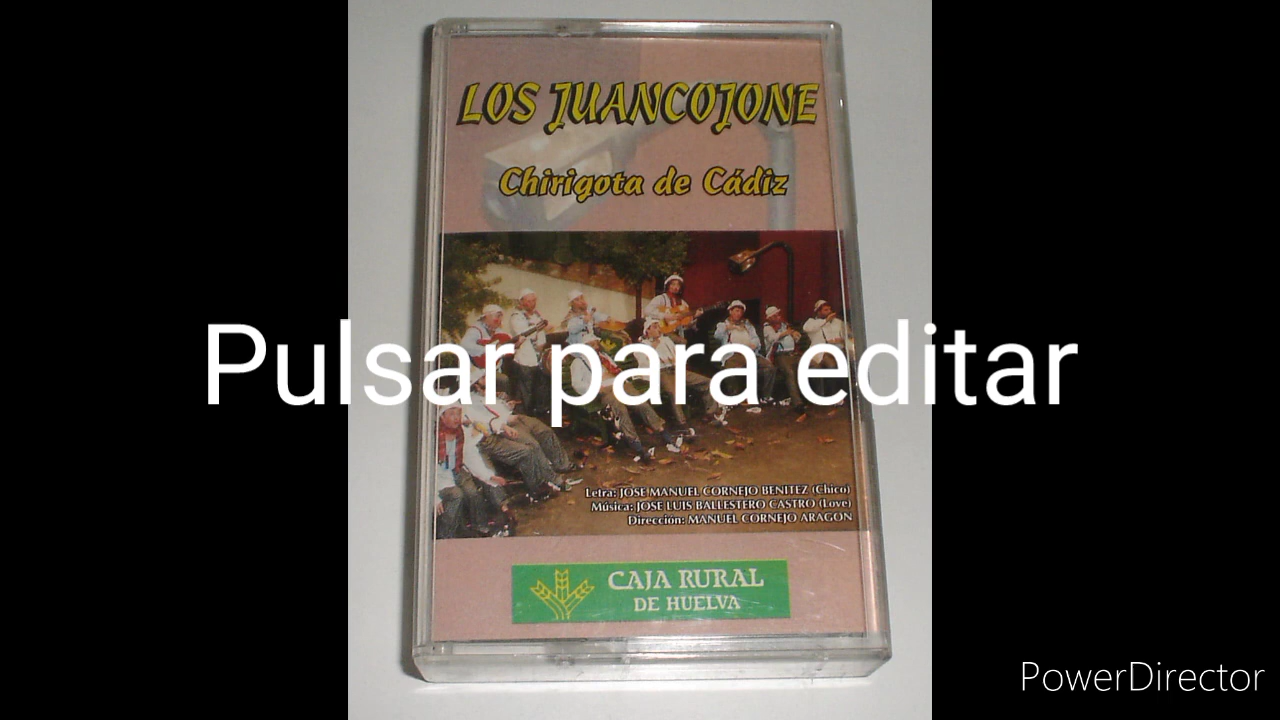 LOS JUANCOJONE
Chirigota de Cádiz
Pulsar para editar
Letra: JOSE MANUEL CORNEJO BENITEZ (Chico)
Música: JOSE LUIS BALLESTERO CASTRO (Love)
Dirección: MANUEL CORNEJO ARAGON
CAJA RURAL
DE HUELVA
PowerDirector